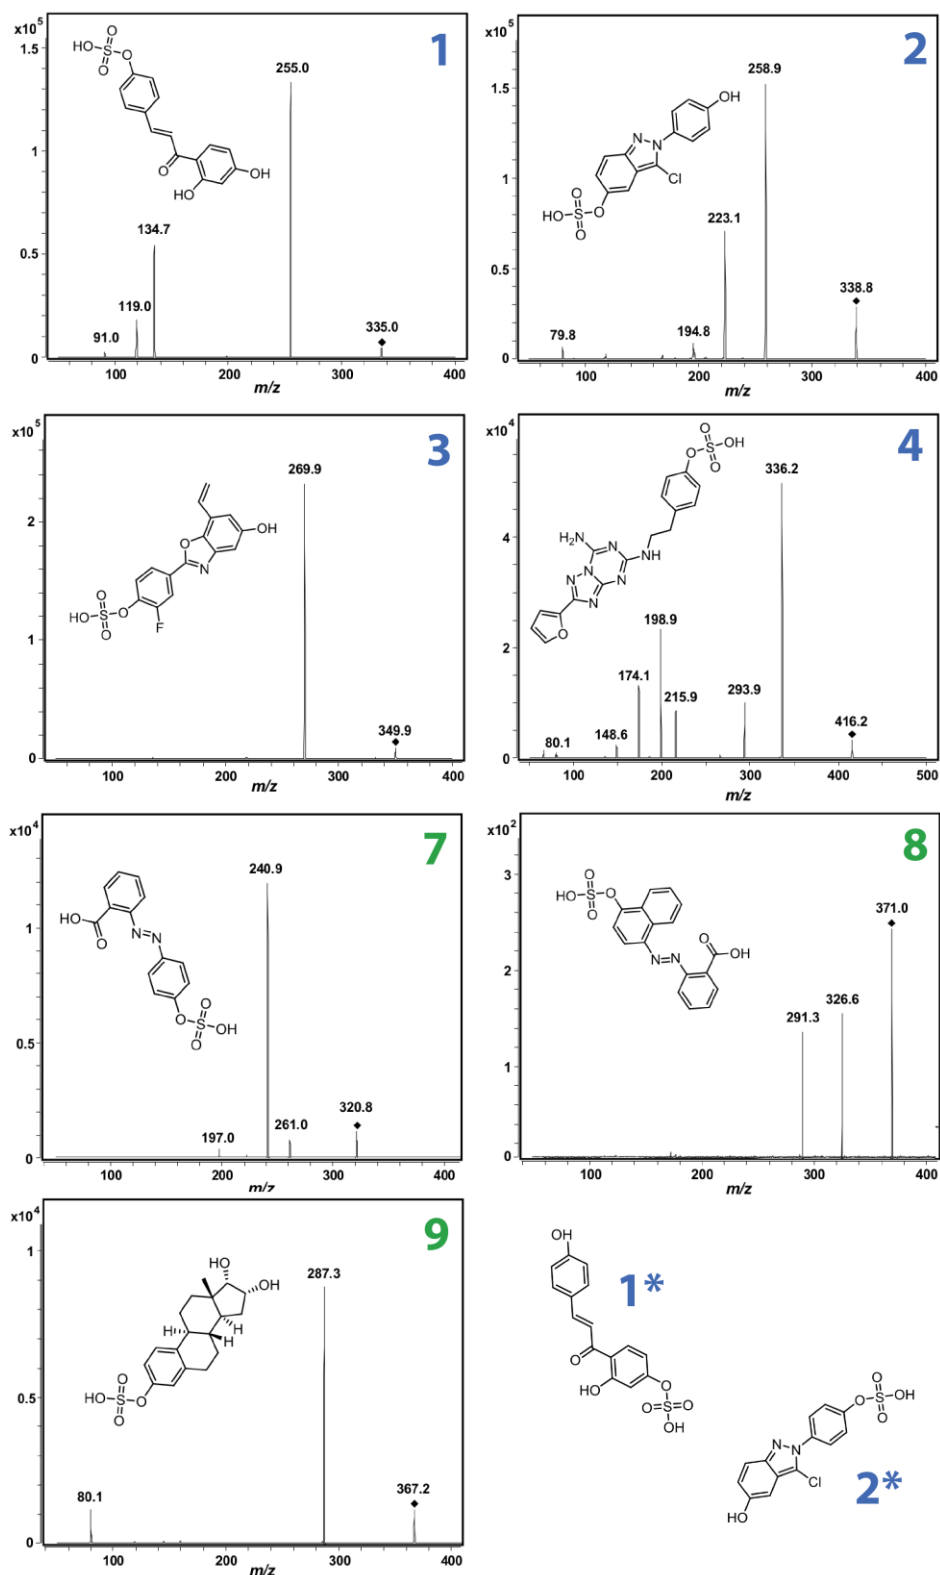 x10^5
1
1.5
1
0.5
0
HO
O
S
O
O
O
HO
OH
91.0
119.0
134.7
255.0
335.0
100
200
300
400
m/z
x10^5
2
1.5
1
0.5
0
OH
N
N
Cl
O
HO
S
O
O
79.8
194.8
223.1
258.9
338.8
100
200
300
400
m/z
x10^5
3
2
1
0
OH
O
N
O
HO
S
O
O
F
269.9
349.9
100
200
300
400
m/z
x10^4
4
4
2
0
O
S
OH
O
O
H2N
N
NH
N
N
N
N
N
O
80.1
148.6
174.1
198.9
215.9
293.9
336.2
416.2
100
200
300
400
500
m/z
x10^4
7
1
0.5
0
HO
O
N=N
O
O
S
OH
O
197.0
240.9
261.0
320.8
100
200
300
400
m/z
x10^2
8
3
2
1
0
O
HO
S
O
O
N=N
O
OH
291.3
326.6
371.0
100
200
300
400
m/z
x10^4
9
1
0.5
0
HO
OH
H
H
H
O
HO
S
O
O
80.1
287.3
367.2
100
200
300
400
m/z
OH
1*
O
HO
O
O
S
O
OH
O
O
S
OH
O
N
N
Cl
HO
2*